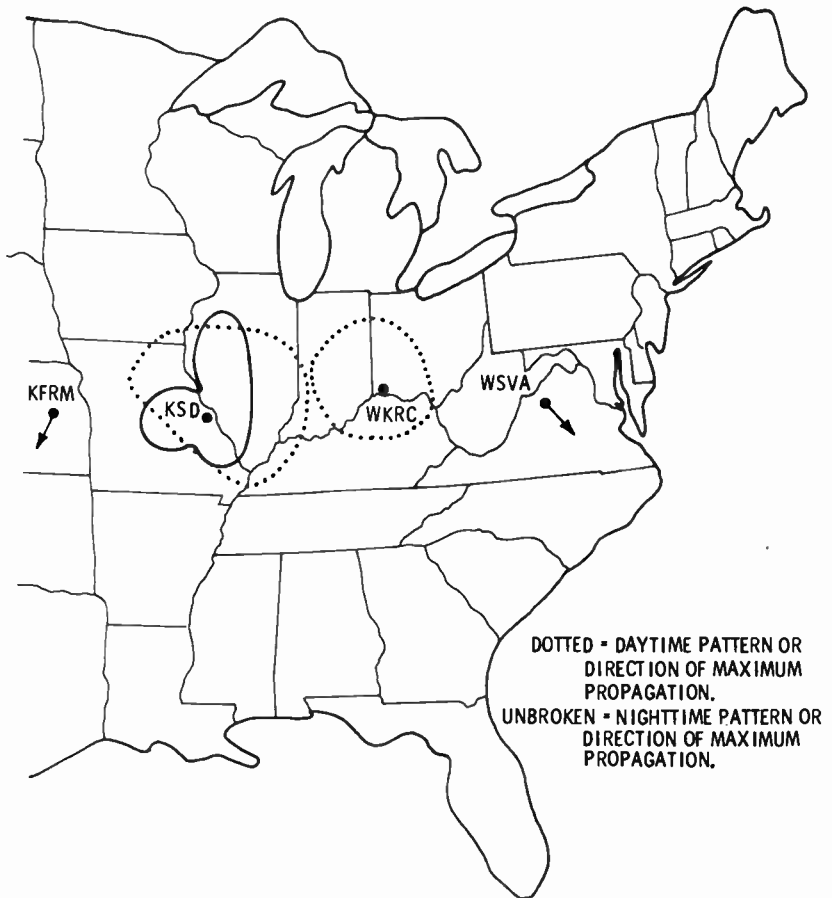 KFRM
KSD
WKRC
WSVA
DOTTED = DAYTIME PATTERN OR
DIRECTION OF MAXIMUM
PROPAGATION.
UNBROKEN = NIGHTTIME PATTERN OR
DIRECTION OF MAXIMUM
PROPAGATION.